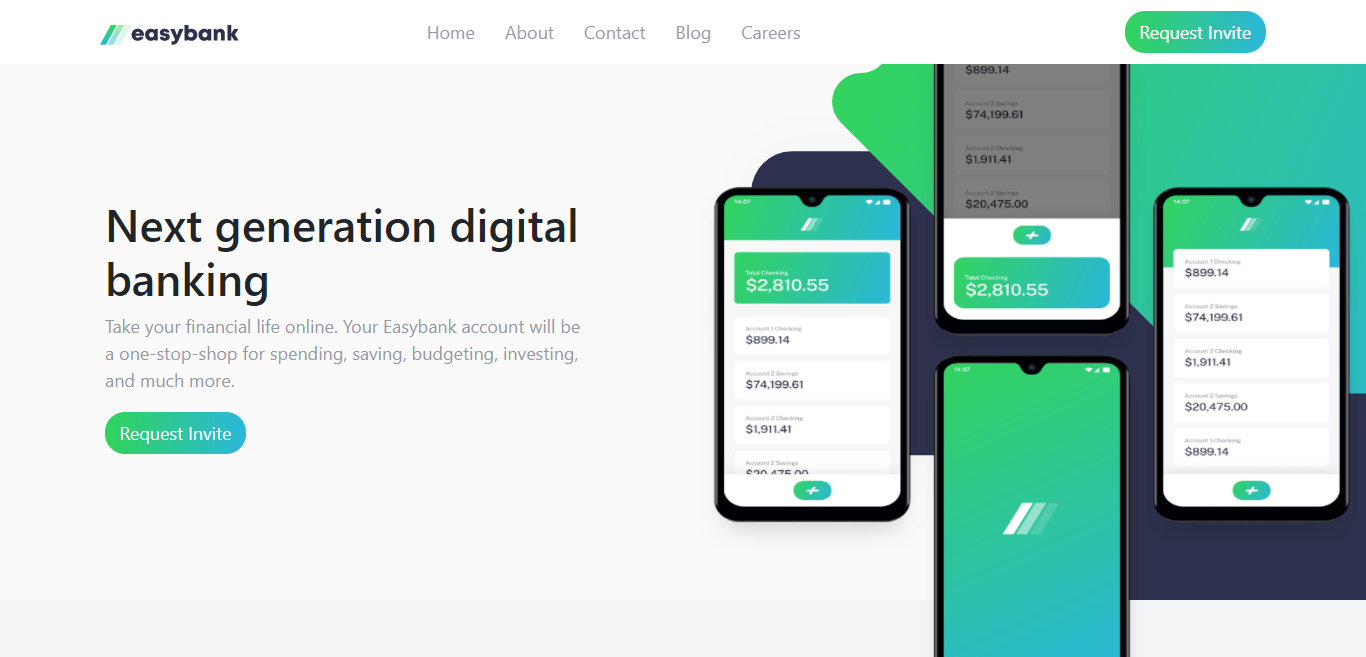 easybank
Home
About
Contact
Blog
Careers
Request Invite
Next generation digital
banking
Take your financial life online. Your Easybank account will be
a one-stop-shop for spending, saving, budgeting, investing,
and much more.
Request Invite
14:07
Total Checking
$2,810.55
Account 1 Checking
$899.14
Account 2 Savings
$74,199.61
Account 2 Checking
$1,911.41
Account 2 Savings
$20,475.00
$899.14
Account 2 Savings
$74,199.61
Account 2 Checking
$1,911.41
Account 2 Savings
$20,475.00
Total Checking
$2,810.55
14:07
14:07
Account 1 Checking
$899.14
Account 2 Savings
$74,199.61
Account 2 Checking
$1,911.41
Account 2 Savings
$20,475.00
Account 1 Checking
$899.14